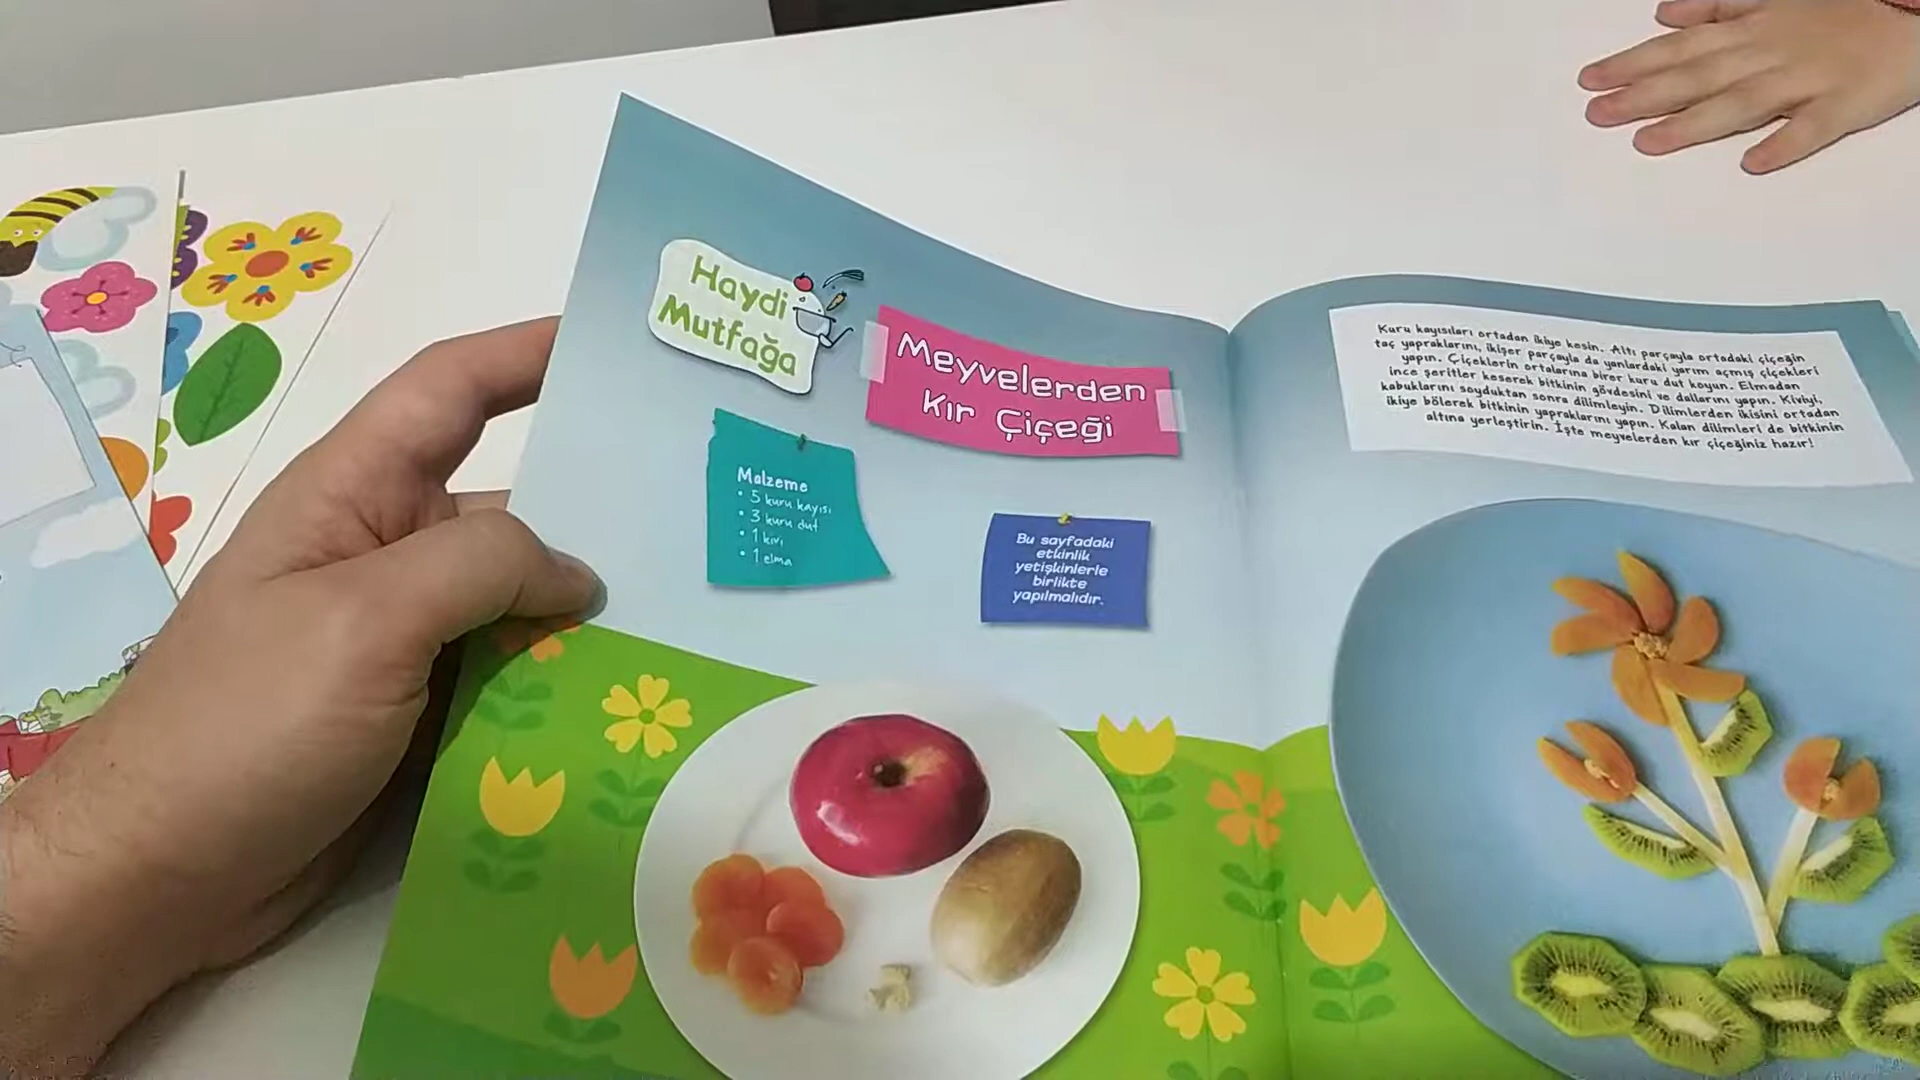 Haydi
Mutfağa
Meyvelerden
Kır Çiçeği
Malzeme
• 5 kuru kayısı
• 3 kuru dut
• 1 kivi
• 1 elma
Bu sayfadaki
etkinlik
yetişkinlerle
birlikte
yapılmalıdır.
Kuru kayısıları ortadan ikiye kesin. Altı parçayla ortadaki çiçeğin
taç yapraklarını, ikişer parçayla da yanlardaki yarım açmış çiçekleri
yapın. Çiçeklerin ortalarına birer kuru dut koyun. Elmadan
ince şeritler keserek bitkinin gövdesini ve dallarını yapın. Kiviyi,
kabuklarını soyduktan sonra dilimleyin. Dilimlerden ikisini ortadan
ikiye bölerek bitkinin yapraklarını yapın. Kalan dilimleri de bitkinin
altına yerleştirin. İşte meyvelerden kır çiçeğiniz hazır!